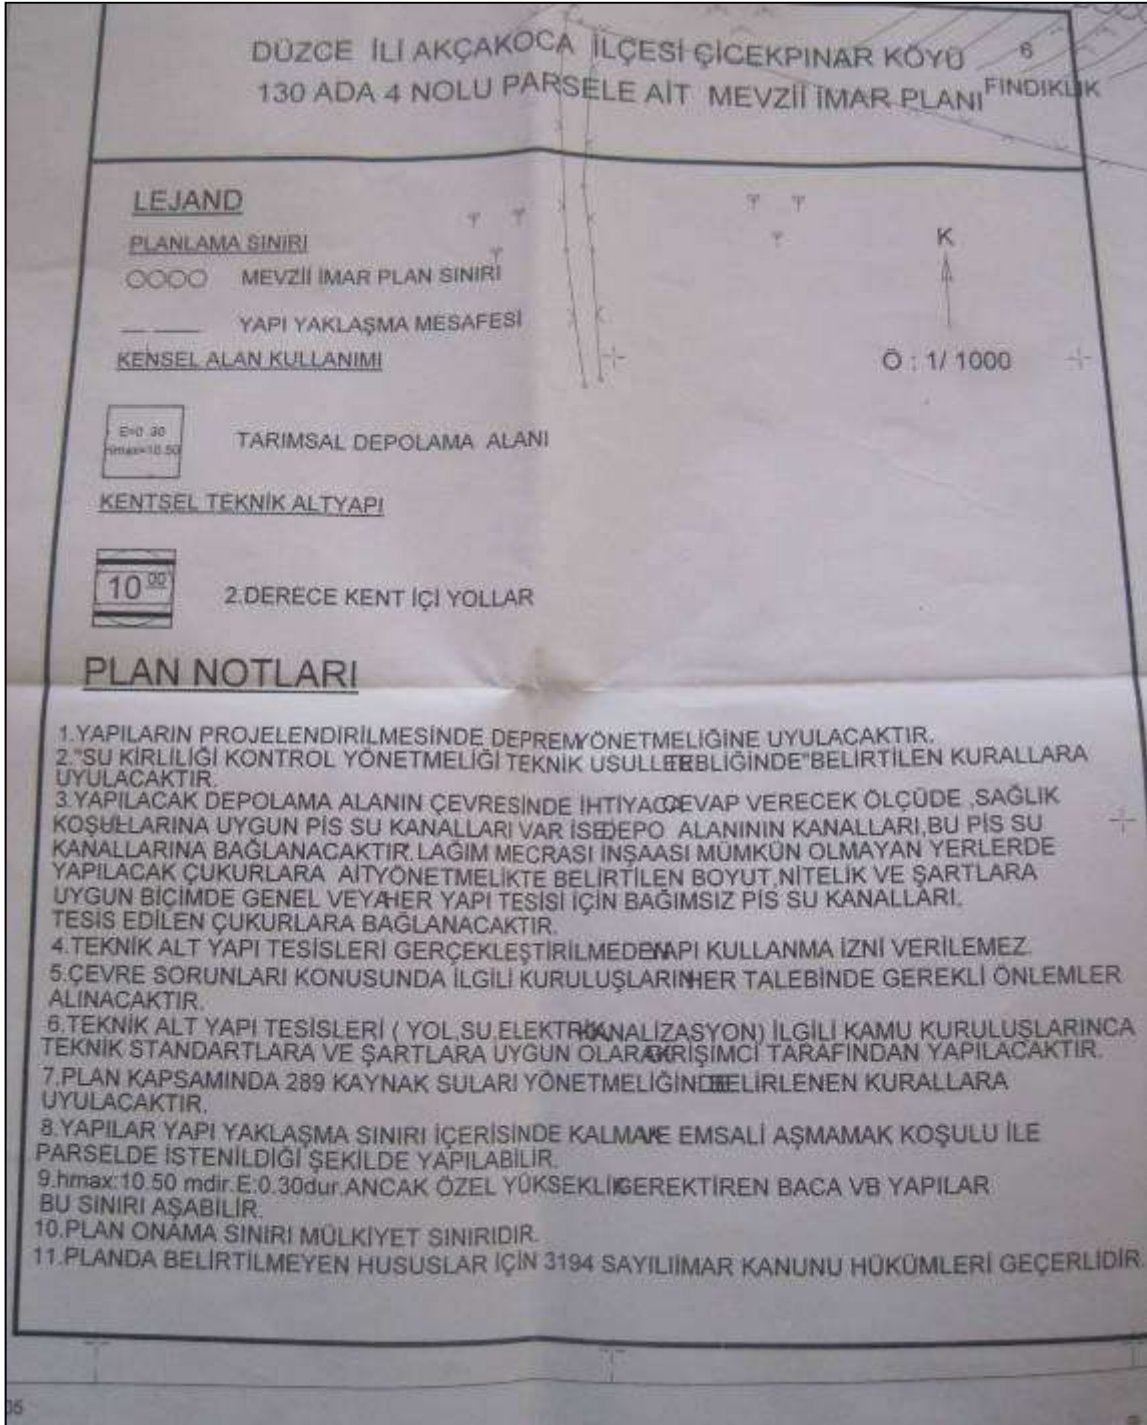 DÜZCE İLİ AKÇAKOCA İLÇESİ ÇİCEKPINAR KÖYÜ
6
130 ADA 4 NOLU PARSELE AİT MEVZİİ İMAR PLANI
FINDIKLIK
LEJAND
PLANLAMA SINIRI
MEVZİİ İMAR PLAN SINIRI
K
YAPI YAKLAŞMA MESAFESİ
KENSEL ALAN KULLANIMI
Ö : 1/ 1000
E=0.30
Hmax=10.50
TARIMSAL DEPOLAMA ALANI
KENTSEL TEKNİK ALTYAPI
10 00
2.DERECE KENT İÇİ YOLLAR
PLAN NOTLARI
1.YAPILARIN PROJELENDİRİLMESİNDE DEPREM YÖNETMELİĞİNE UYULACAKTIR.
2."SU KİRLİLİĞİ KONTROL YÖNETMELİĞİ TEKNİK USULLER TEBLİĞİNDE"BELİRTİLEN KURALLARA
UYULACAKTIR.
3.YAPILACAK DEPOLAMA ALANIN ÇEVRESİNDE İHTİYACA CEVAP VERECEK ÖLÇÜDE ,SAĞLIK
KOŞULLARINA UYGUN PİS SU KANALLARI VAR İSE DEPO ALANININ KANALLARI,BU PİS SU
KANALLARINA BAĞLANACAKTIR. LAĞIM MECRASI İNŞAASI MÜMKÜN OLMAYAN YERLERDE
YAPILACAK ÇUKURLARA AİT YÖNETMELİKTE BELİRTİLEN BOYUT,NİTELİK VE ŞARTLARA
UYGUN BİÇİMDE GENEL VEYA HER YAPI TESİSİ İÇİN BAĞIMSIZ PİS SU KANALLARI,
TESİS EDİLEN ÇUKURLARA BAĞLANACAKTIR.
4.TEKNİK ALT YAPI TESİSLERİ GERÇEKLEŞTİRİLMEDEN YAPI KULLANMA İZNİ VERİLEMEZ.
5.ÇEVRE SORUNLARI KONUSUNDA İLGİLİ KURULUŞLARIN HER TALEBİNDE GEREKLİ ÖNLEMLER
ALINACAKTIR.
6.TEKNİK ALT YAPI TESİSLERİ ( YOL,SU,ELEKTRİK,KANALİZASYON) İLGİLİ KAMU KURULUŞLARINCA
TEKNİK STANDARTLARA VE ŞARTLARA UYGUN OLARAK GİRİŞİMCİ TARAFINDAN YAPILACAKTIR.
7.PLAN KAPSAMINDA 289 KAYNAK SULARI YÖNETMELİĞİNDE BELİRLENEN KURALLARA
UYULACAKTIR.
8.YAPILAR YAPI YAKLAŞMA SINIRI İÇERİSİNDE KALMAK VE EMSALİ AŞMAMAK KOŞULU İLE
PARSELDE İSTENİLDİĞİ ŞEKİLDE YAPILABİLİR.
9.hmax:10.50 mdir.E:0.30dur.ANCAK ÖZEL YÜKSEKLİK GEREKTİREN BACA VB YAPILAR
BU SINIRI AŞABİLİR.
10.PLAN ONAMA SINIRI MÜLKİYET SINIRIDIR.
11.PLANDA BELİRTİLMEYEN HUSUSLAR İÇİN 3194 SAYILI İMAR KANUNU HÜKÜMLERİ GEÇERLİDİR.